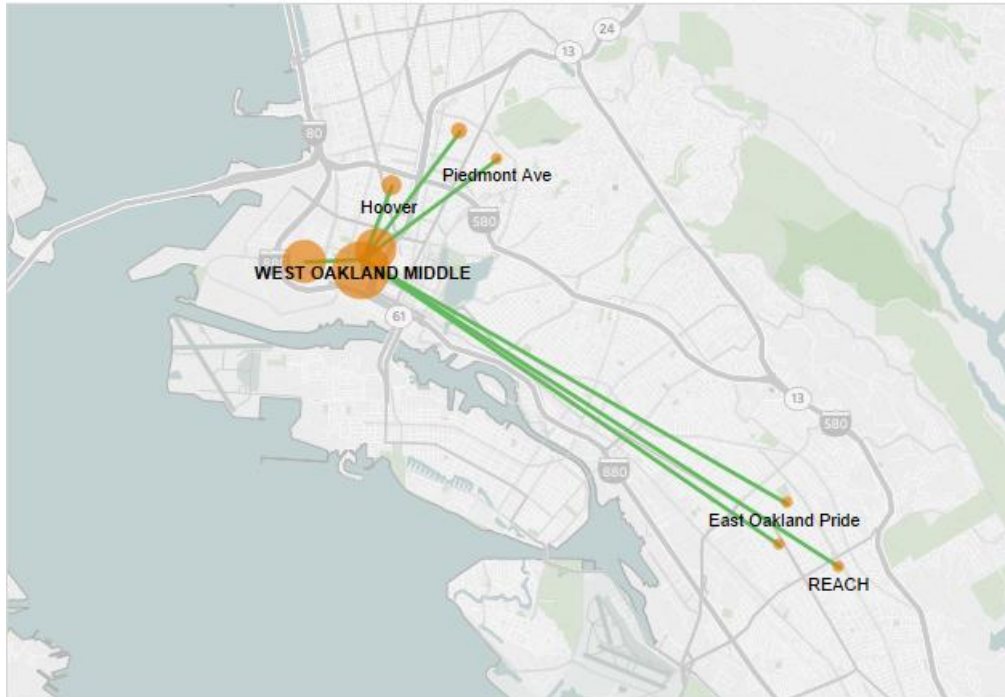 24
13
80
Piedmont Ave
Hoover
580
WEST OAKLAND MIDDLE
61
13
580
880
East Oakland Pride
REACH